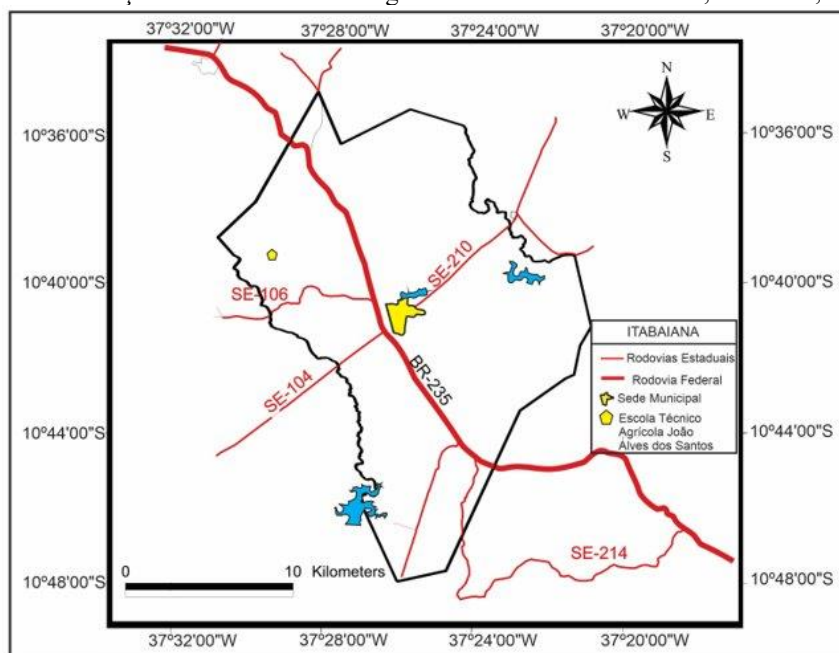 37°32'00"W 37°28'00"W 37°24'00"W 37°20'00"W
N
W E
S
10°36'00"S 10°36'00"S
SE-210
10°40'00"S 10°40'00"S
SE-106
ITABAIANA
Rodovias Estaduais
Rodovia Federal
Sede Municipal
Escola Técnico
Agrícola João
Alves dos Santos
BR-235
SE-104
10°44'00"S 10°44'00"S
SE-214
0 10 Kilometers
10°48'00"S 10°48'00"S
37°32'00"W 37°28'00"W 37°24'00"W 37°20'00"W